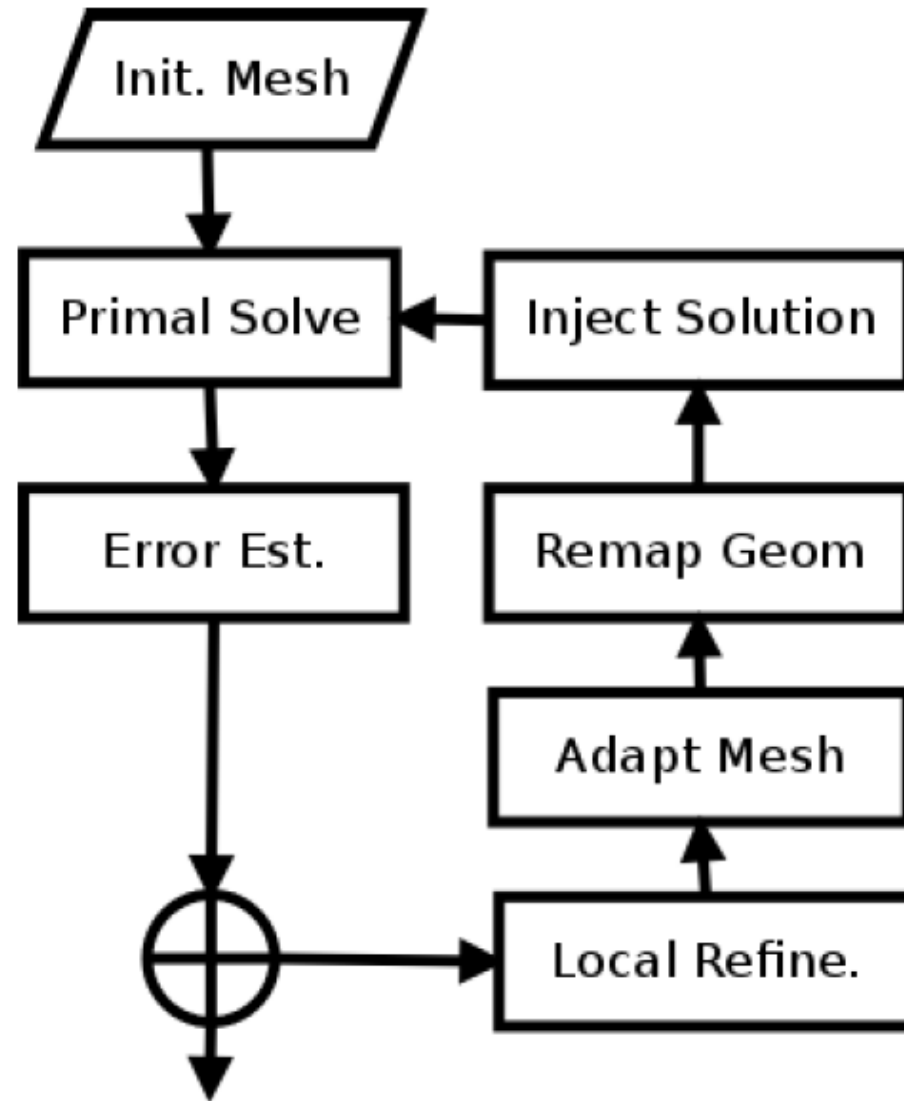 Init. Mesh
Primal Solve
Inject Solution
Error Est.
Remap Geom
Adapt Mesh
Local Refine.